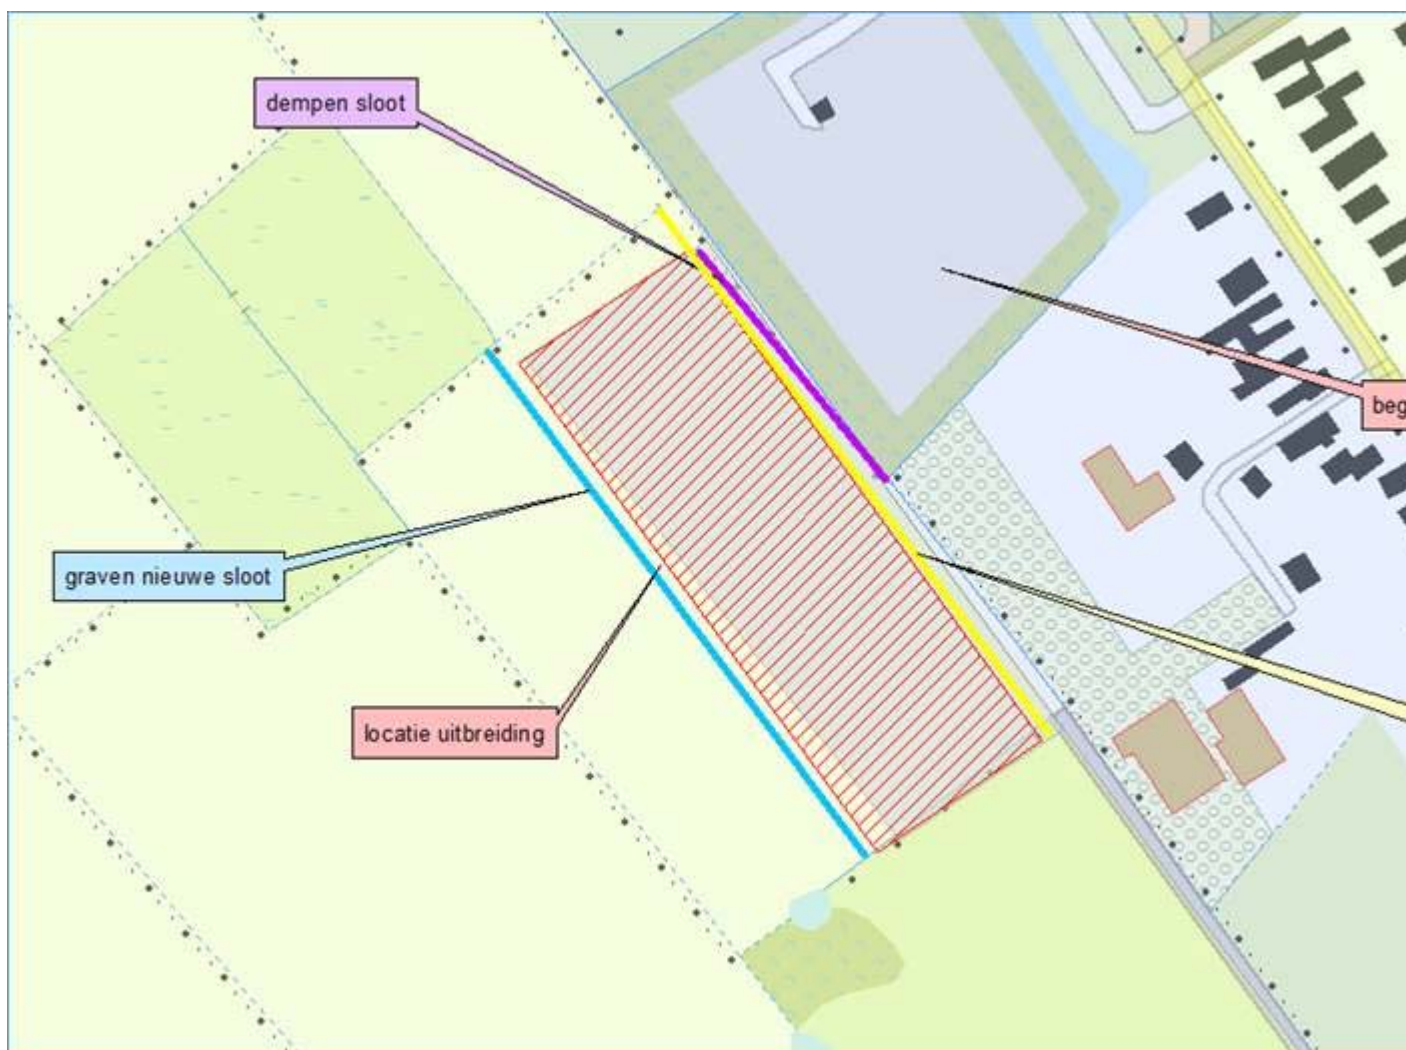 dempen sloot
beg
graven nieuwe sloot
locatie uitbreiding